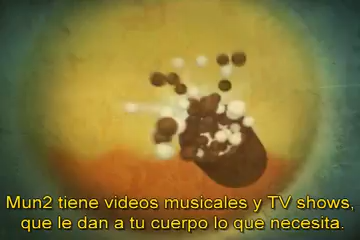 Mun2 tiene videos musicales y TV shows,
que le dan a tu cuerpo lo que necesita.